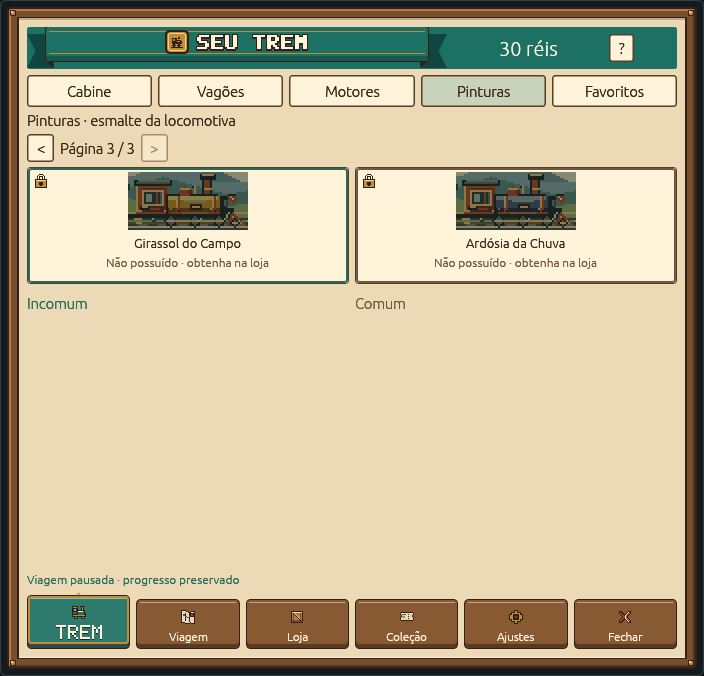 SEU TREM
30 réis
?
Cabine
Vagões
Motores
Pinturas
Favoritos
Pinturas · esmalte da locomotiva
<
Página 3 / 3
>
Girassol do Campo
Não possuído · obtenha na loja
Ardósia da Chuva
Não possuído · obtenha na loja
Incomum
Comum
Viagem pausada · progresso preservado
TREM
Viagem
Loja
Coleção
Ajustes
Fechar